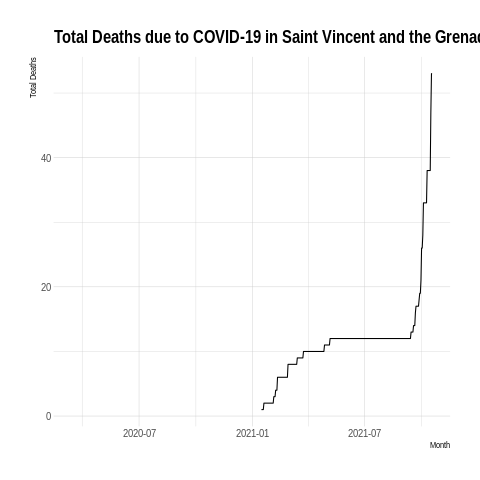 Total Deaths due to COVID-19 in Saint Vincent and the Grenad
Total Deaths
40
20
0
2020-07
2021-01
2021-07
Month